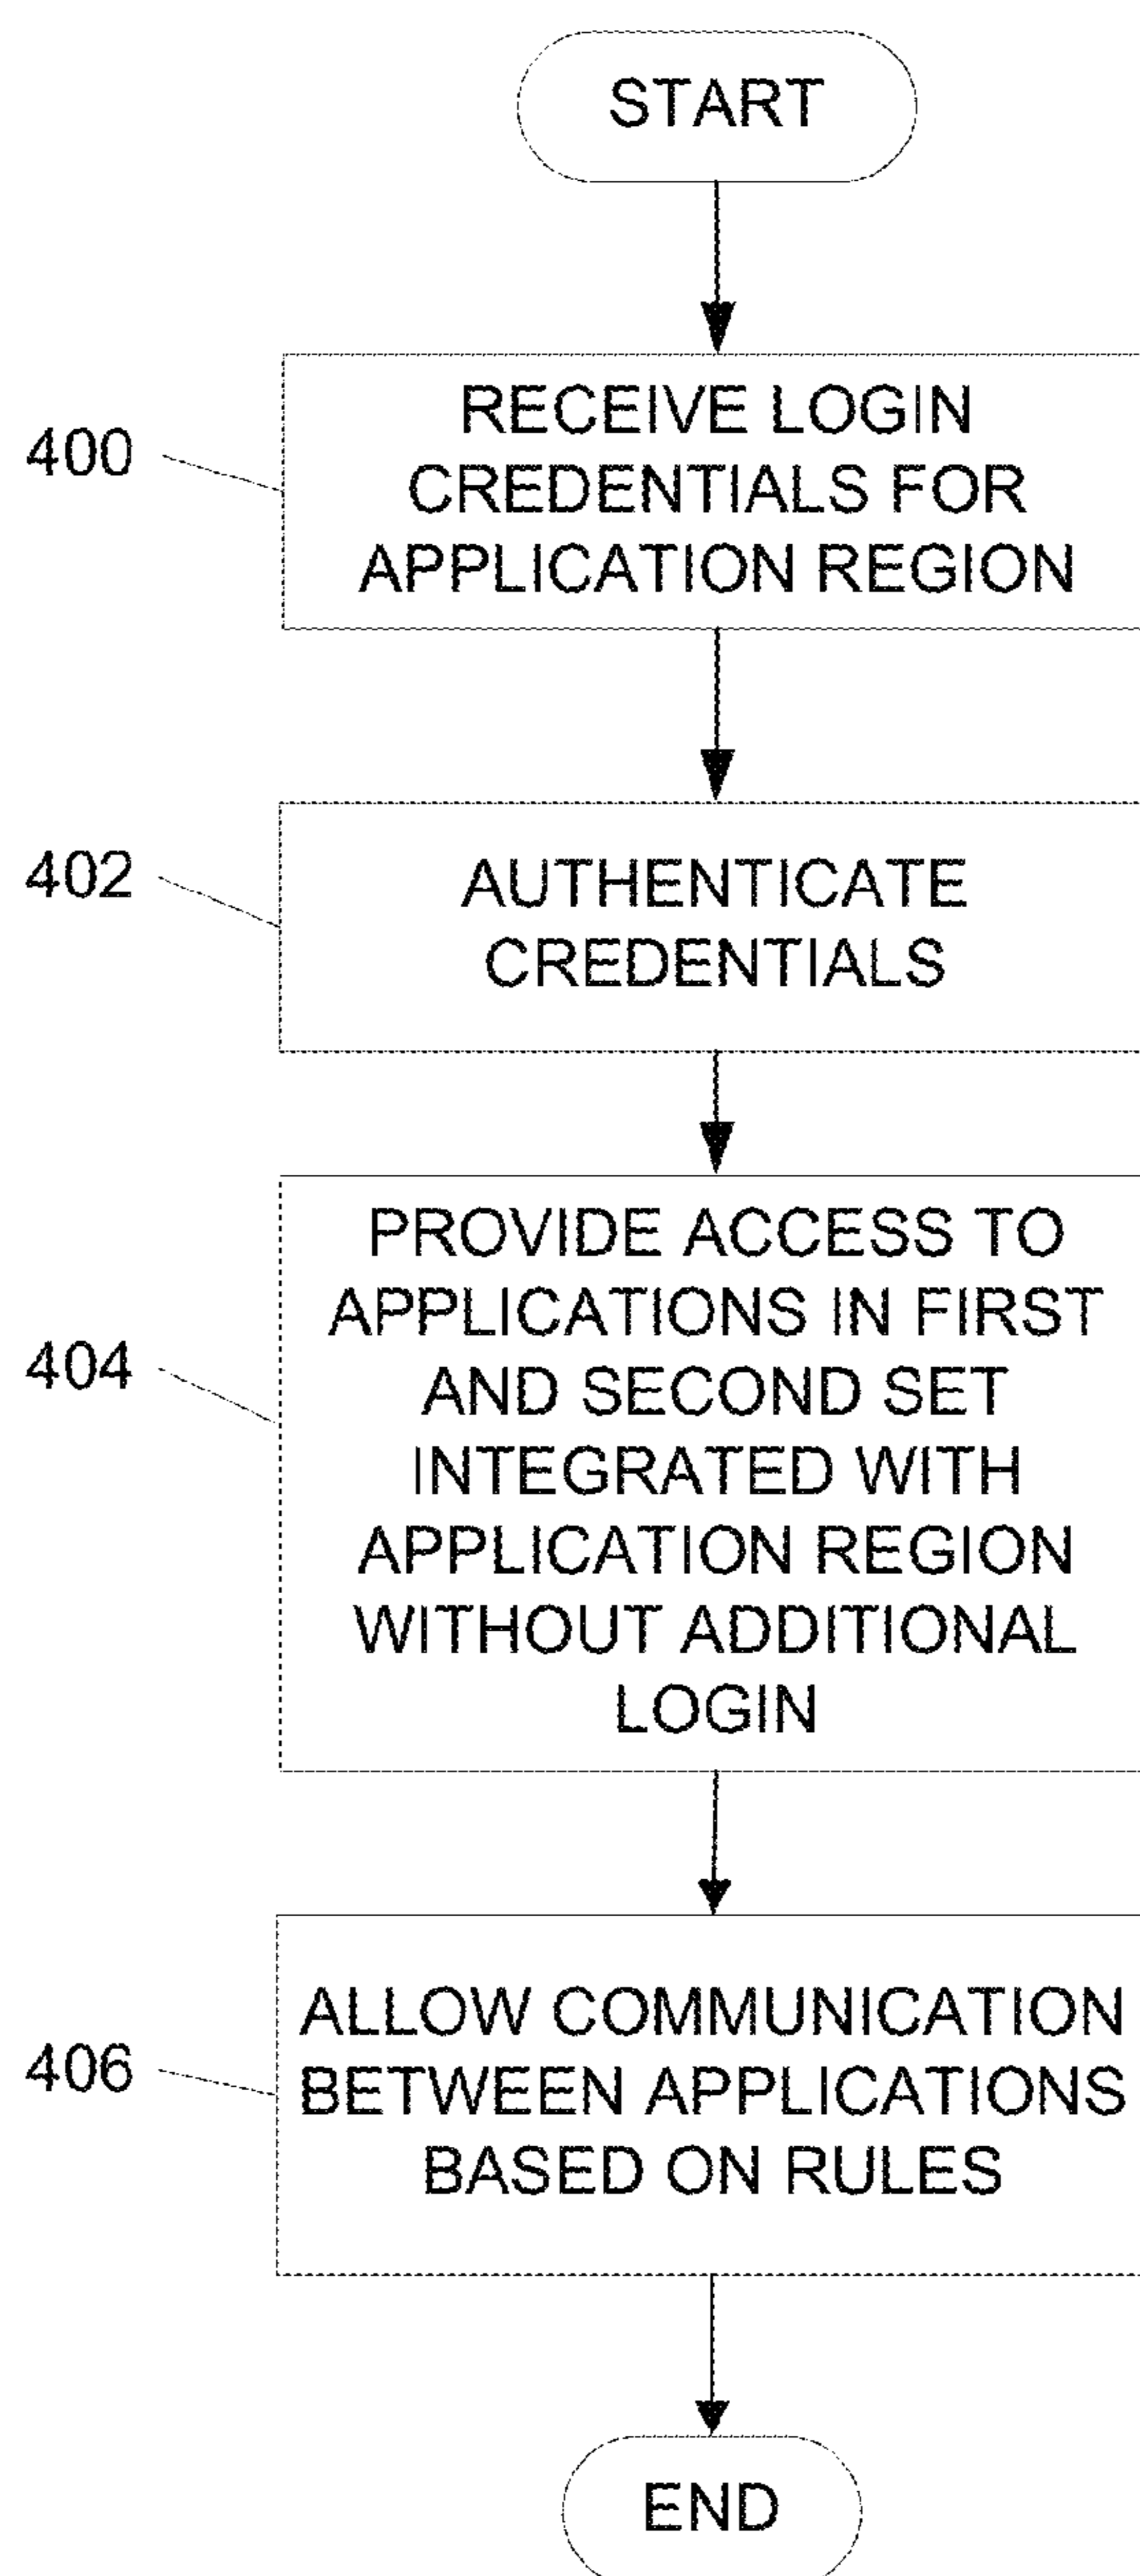 START
400
RECEIVE LOGIN
CREDENTIALS FOR
APPLICATION REGION
402
AUTHENTICATE
CREDENTIALS
404
PROVIDE ACCESS TO
APPLICATIONS IN FIRST
AND SECOND SET
INTEGRATED WITH
APPLICATION REGION
WITHOUT ADDITIONAL
LOGIN
406
ALLOW COMMUNICATION
BETWEEN APPLICATIONS
BASED ON RULES
END